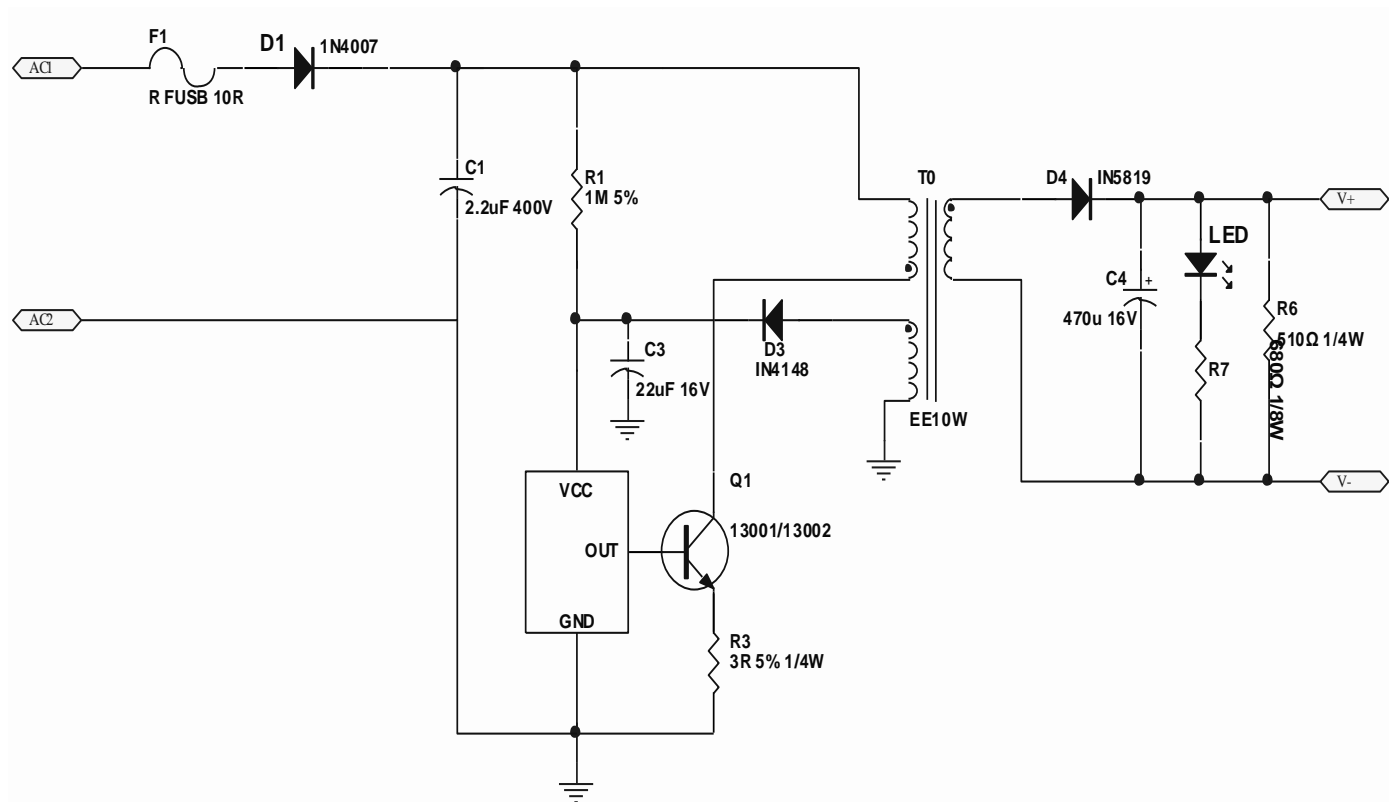 F1
D1
1N4007
AC1
R FUSB 10R
C1
2.2uF 400V
R1
1M 5%
T0
D4
IN5819
V+
LED
C4
+
470u 16V
R6
510Ω 1/4W
R7
680Ω 1/8W
AC2
D3
IN4148
C3
22uF 16V
EE10W
V-
VCC
OUT
GND
Q1
13001/13002
R3
3R 5% 1/4W